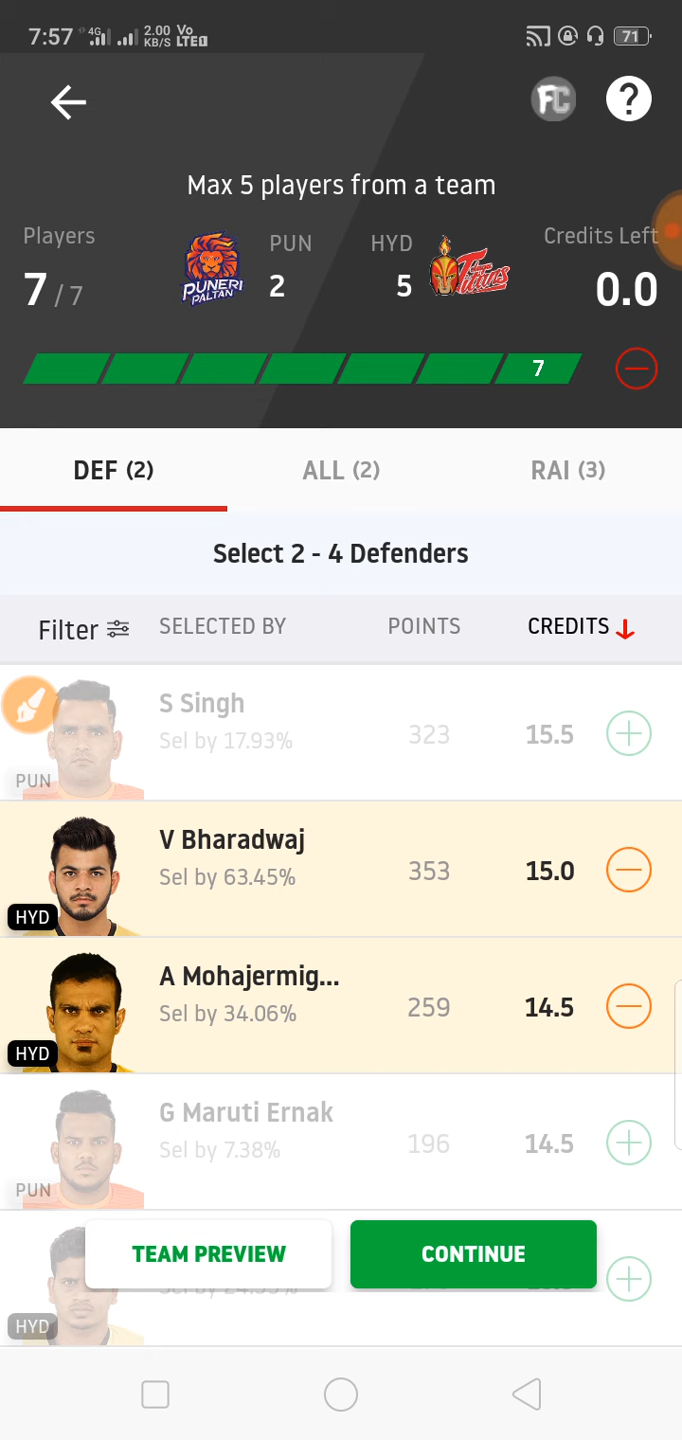 7:57 4G 2.00 KB/S Vo LTE 71
FC ?
Max 5 players from a team
Players PUN HYD Credits Left
7 / 7 PUNERI PALTAN 2 5 Titans 0.0
7
DEF (2) ALL (2) RAI (3)
Select 2 - 4 Defenders
Filter SELECTED BY POINTS CREDITS
S Singh
Sel by 17.93% 323 15.5
PUN
V Bharadwaj
Sel by 63.45% 353 15.0
HYD
A Mohajermig...
Sel by 34.06% 259 14.5
HYD
G Maruti Ernak
Sel by 7.38% 196 14.5
PUN
TEAM PREVIEW CONTINUE
HYD